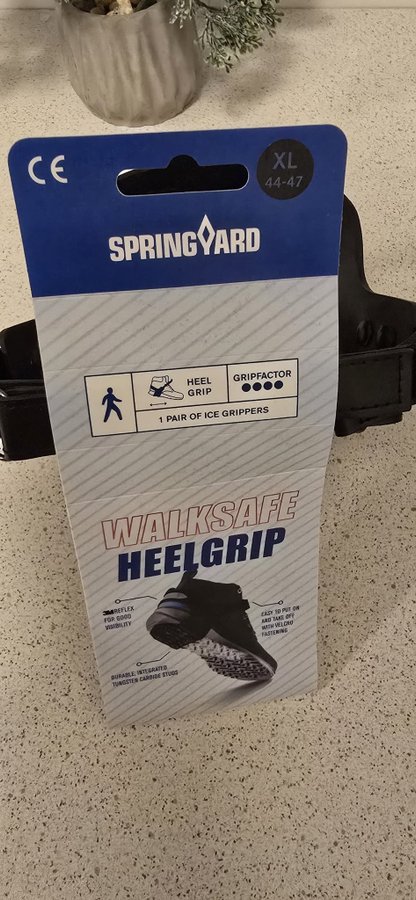 CE
XL
44-47
SPRINGYARD
HEEL
GRIP
GRIPFACTOR
1 PAIR OF ICE GRIPPERS
WALKSAFE
HEELGRIP
3M REFLEX
FOR GOOD
VISIBILITY
EASY TO PUT ON
AND TAKE OFF
WITH VELCRO
FASTENING
DURABLE, INTEGRATED
TUNGSTEN CARBIDE STUDS